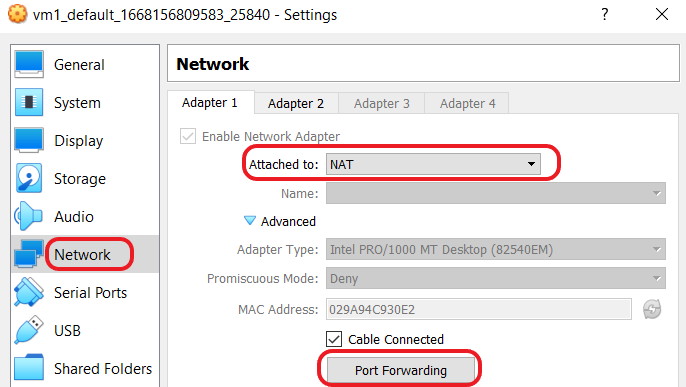 vm1_default_1668156809583_25840 - Settings
? ×
General
System
Display
Storage
Audio
Network
Serial Ports
USB
Shared Folders
Network
Adapter 1 Adapter 2 Adapter 3 Adapter 4
Enable Network Adapter
Attached to: NAT
Name:
Advanced
Adapter Type: Intel PRO/1000 MT Desktop (82540EM)
Promiscuous Mode: Deny
MAC Address: 029A94C930E2
Cable Connected
Port Forwarding